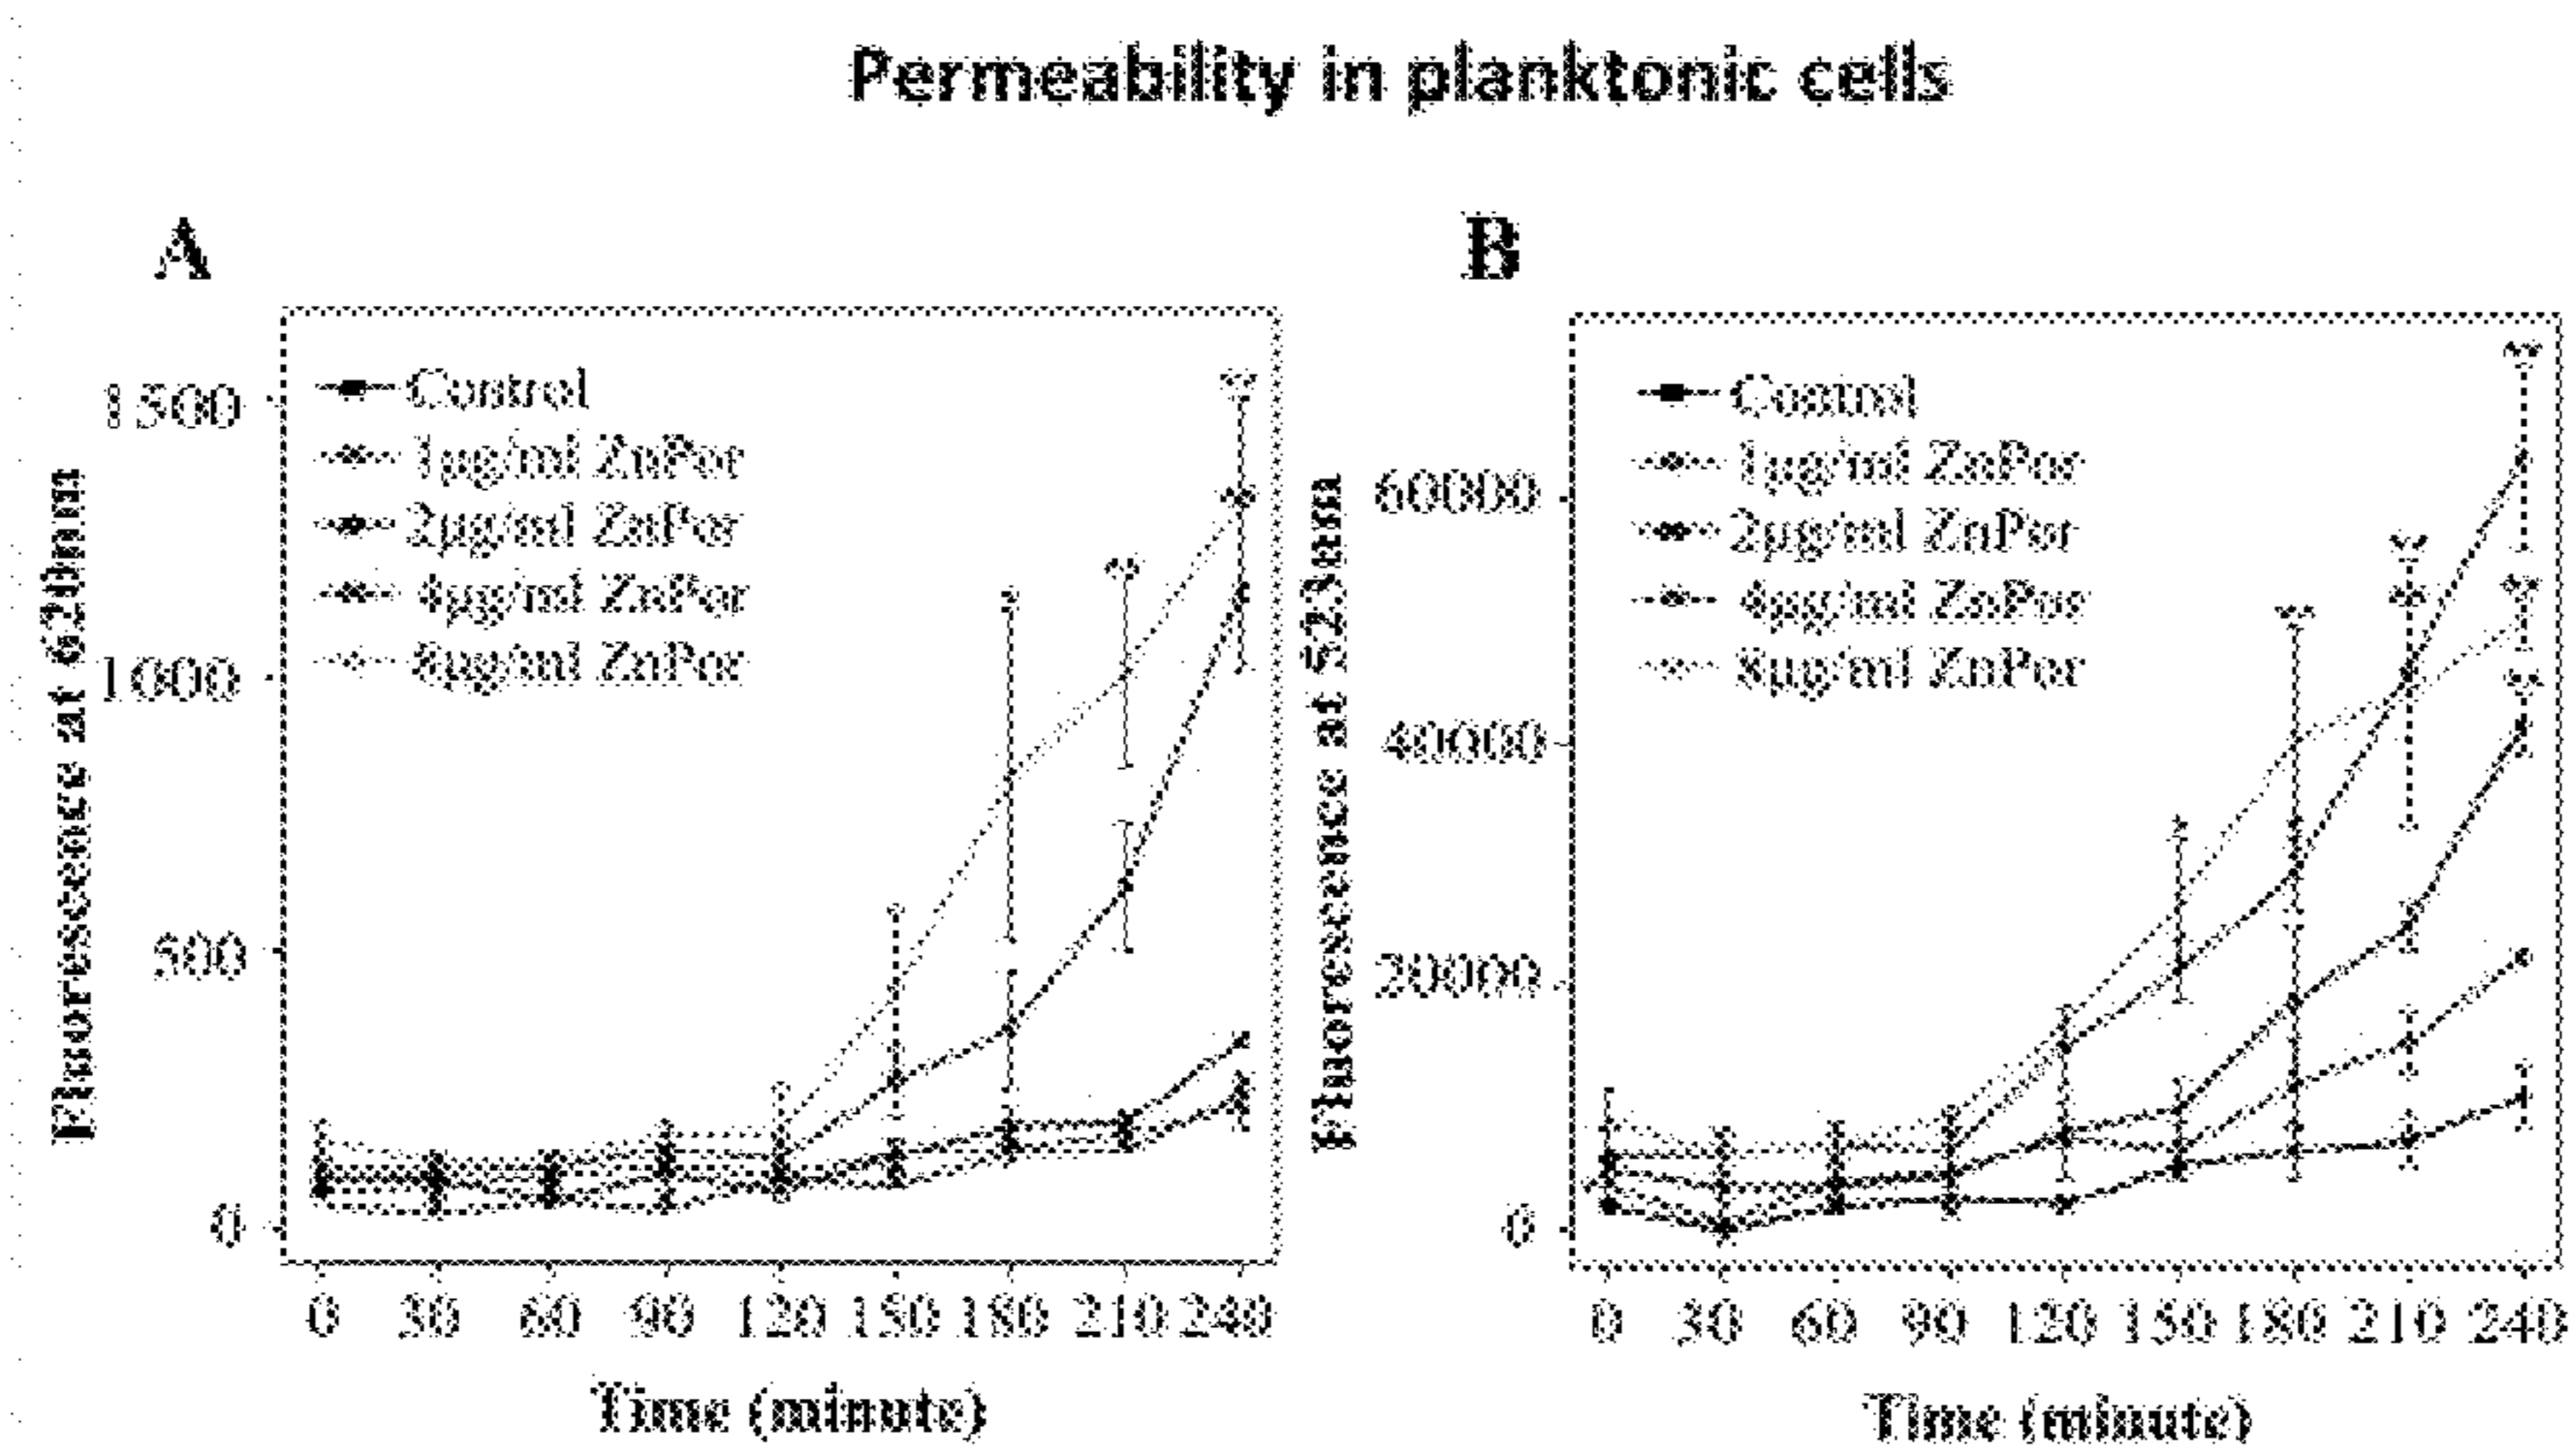 Permeability in planktonic cells
A
Fluoressence at 620nm
1500
1000
500
0
Control
1µg/ml ZnPor
2µg/ml ZnPor
4µg/ml ZnPor
8µg/ml ZnPor
0 30 60 90 120 150 180 210 240
Time (minute)
B
Fluorescence at 523nm
60000
40000
20000
0
Control
1µg/ml ZnPor
2µg/ml ZnPor
4µg/ml ZnPor
8µg/ml ZnPor
0 30 60 90 120 150 180 210 240
Time (minute)